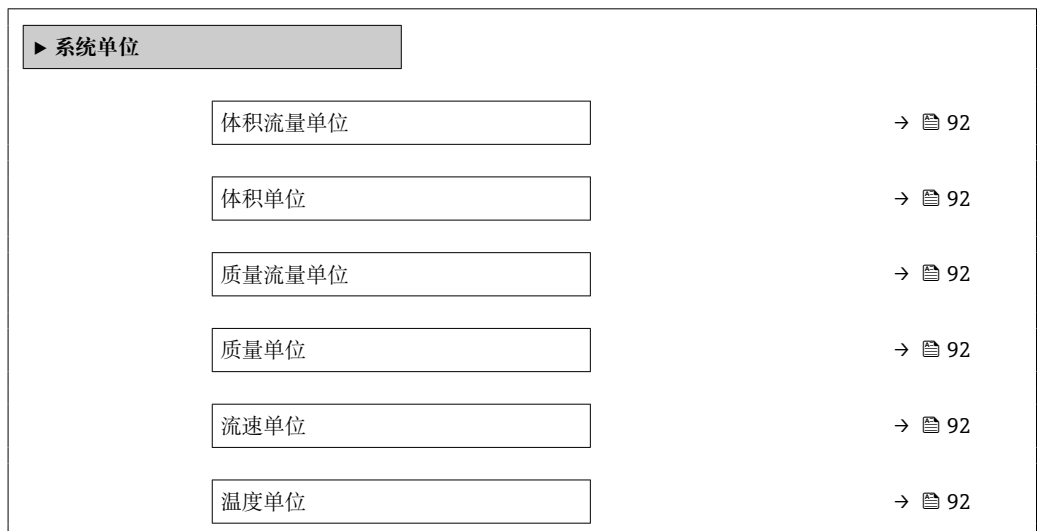 ▶ 系统单位
体积流量单位 → 92
体积单位 → 92
质量流量单位 → 92
质量单位 → 92
流速单位 → 92
温度单位 → 92